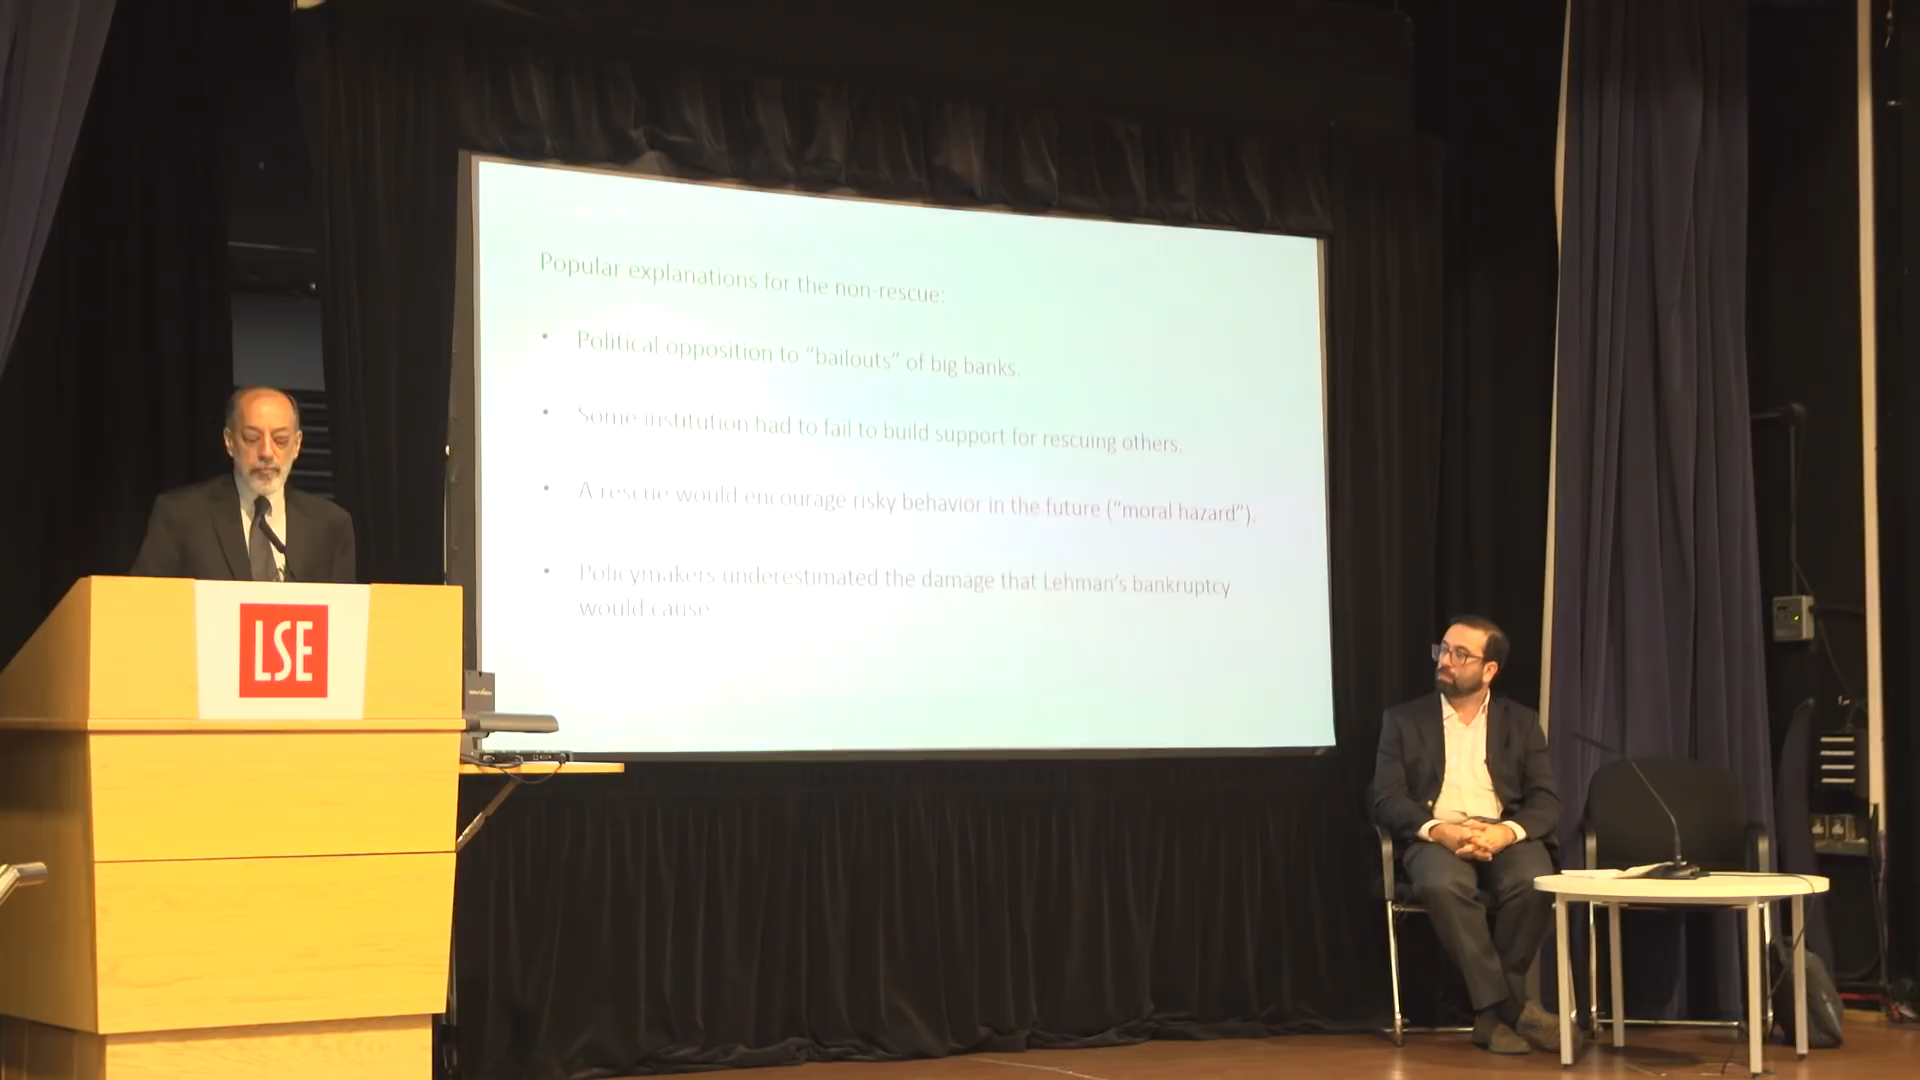 Popular explanations for the non-rescue:
• Political opposition to “bailouts” of big banks.
• Some institution had to fail to build support for rescuing others.
• A rescue would encourage risky behavior in the future (“moral hazard”).
• Policymakers underestimated the damage that Lehman’s bankruptcy
would cause.
LSE